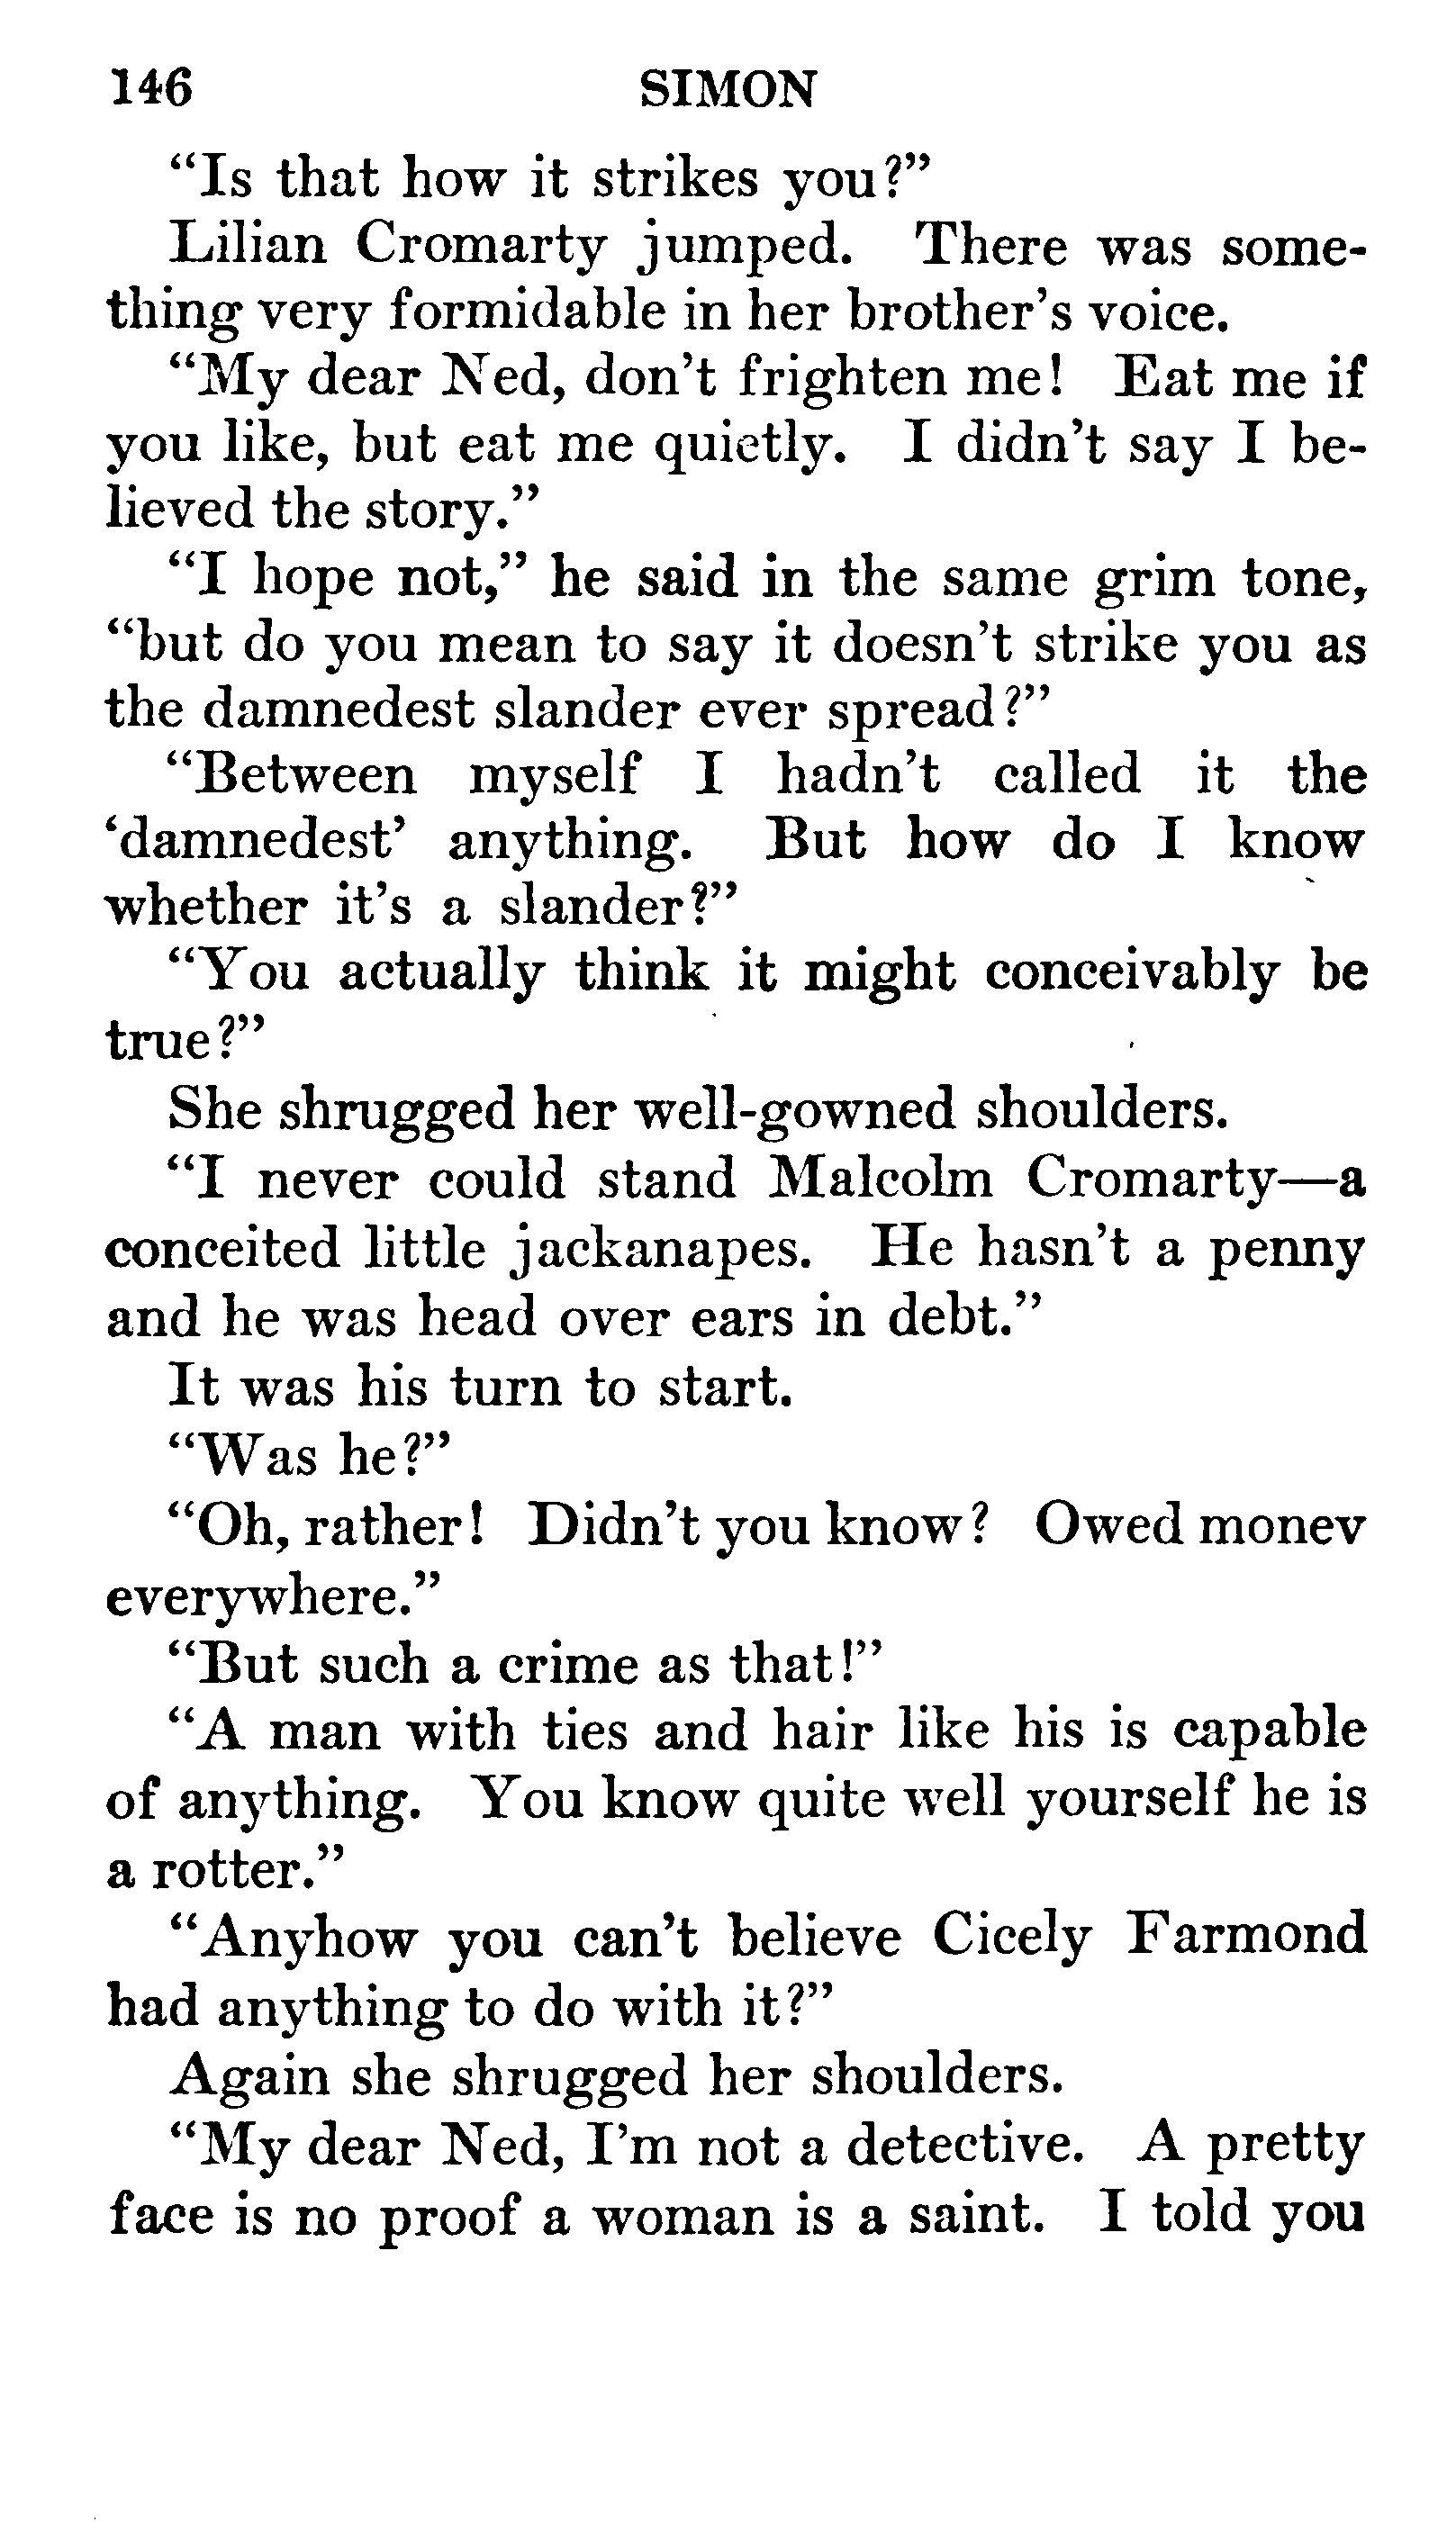 146 SIMON
"Is that how it strikes you?"
Lilian Cromarty jumped. There was some-
thing very formidable in her brother's voice.
"My dear Ned, don't frighten me! Eat me if
you like, but eat me quietly. I didn't say I be-
lieved the story."
"I hope not," he said in the same grim tone,
"but do you mean to say it doesn't strike you as
the damnedest slander ever spread?"
"Between myself I hadn't called it the
'damnedest' anything. But how do I know
whether it's a slander?"
"You actually think it might conceivably be
true?"
She shrugged her well-gowned shoulders.
"I never could stand Malcolm Cromarty—a
conceited little jackanapes. He hasn't a penny
and he was head over ears in debt."
It was his turn to start.
"Was he?"
"Oh, rather! Didn't you know? Owed monev
everywhere."
"But such a crime as that!"
"A man with ties and hair like his is capable
of anything. You know quite well yourself he is
a rotter."
"Anyhow you can't believe Cicely Farmond
had anything to do with it?"
Again she shrugged her shoulders.
"My dear Ned, I'm not a detective. A pretty
face is no proof a woman is a saint. I told you